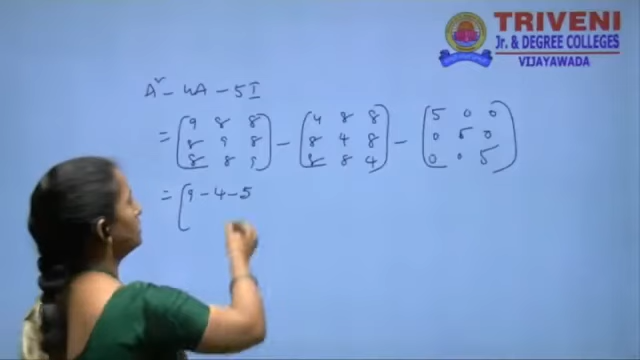 TRIVENI
Jr. & DEGREE COLLEGES
VIJAYAWADA
A² - 4A - 5I
= [9 8 8 8 9 8 8 8 9] - [4 8 8 8 4 8 8 8 4] - [5 0 0 0 5 0 0 0 5]
= [9 - 4 - 5